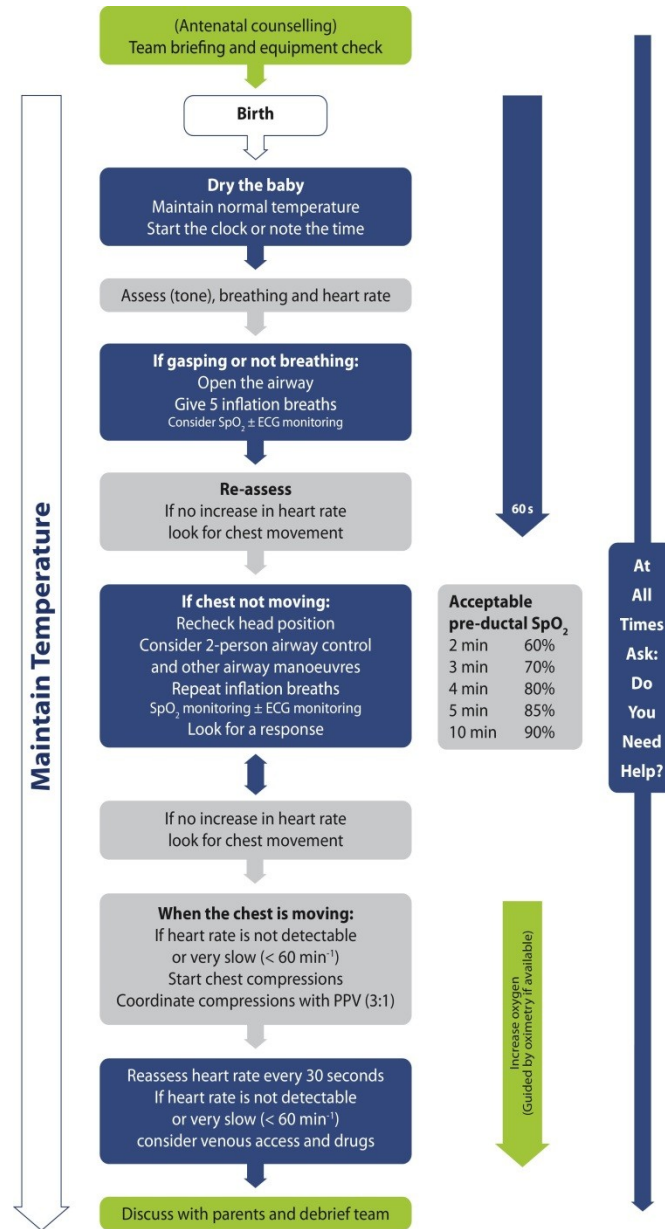 (Antenatal counselling)
Team briefing and equipment check
Birth
Dry the baby
Maintain normal temperature
Start the clock or note the time
Assess (tone), breathing and heart rate
If gasping or not breathing:
Open the airway
Give 5 inflation breaths
Consider SpO₂ ± ECG monitoring
Re-assess
If no increase in heart rate
look for chest movement
If chest not moving:
Recheck head position
Consider 2-person airway control
and other airway manoeuvres
Repeat inflation breaths
SpO₂ monitoring ± ECG monitoring
Look for a response
If no increase in heart rate
look for chest movement
When the chest is moving:
If heart rate is not detectable
or very slow (< 60 min⁻¹)
Start chest compressions
Coordinate compressions with PPV (3:1)
Reassess heart rate every 30 seconds
If heart rate is not detectable
or very slow (< 60 min⁻¹)
consider venous access and drugs
Discuss with parents and debrief team
Maintain Temperature
60 s
Acceptable
pre-ductal SpO₂
2 min 60%
3 min 70%
4 min 80%
5 min 85%
10 min 90%
Increase oxygen
(Guided by oximetry if available)
At
All
Times
Ask:
Do
You
Need
Help?